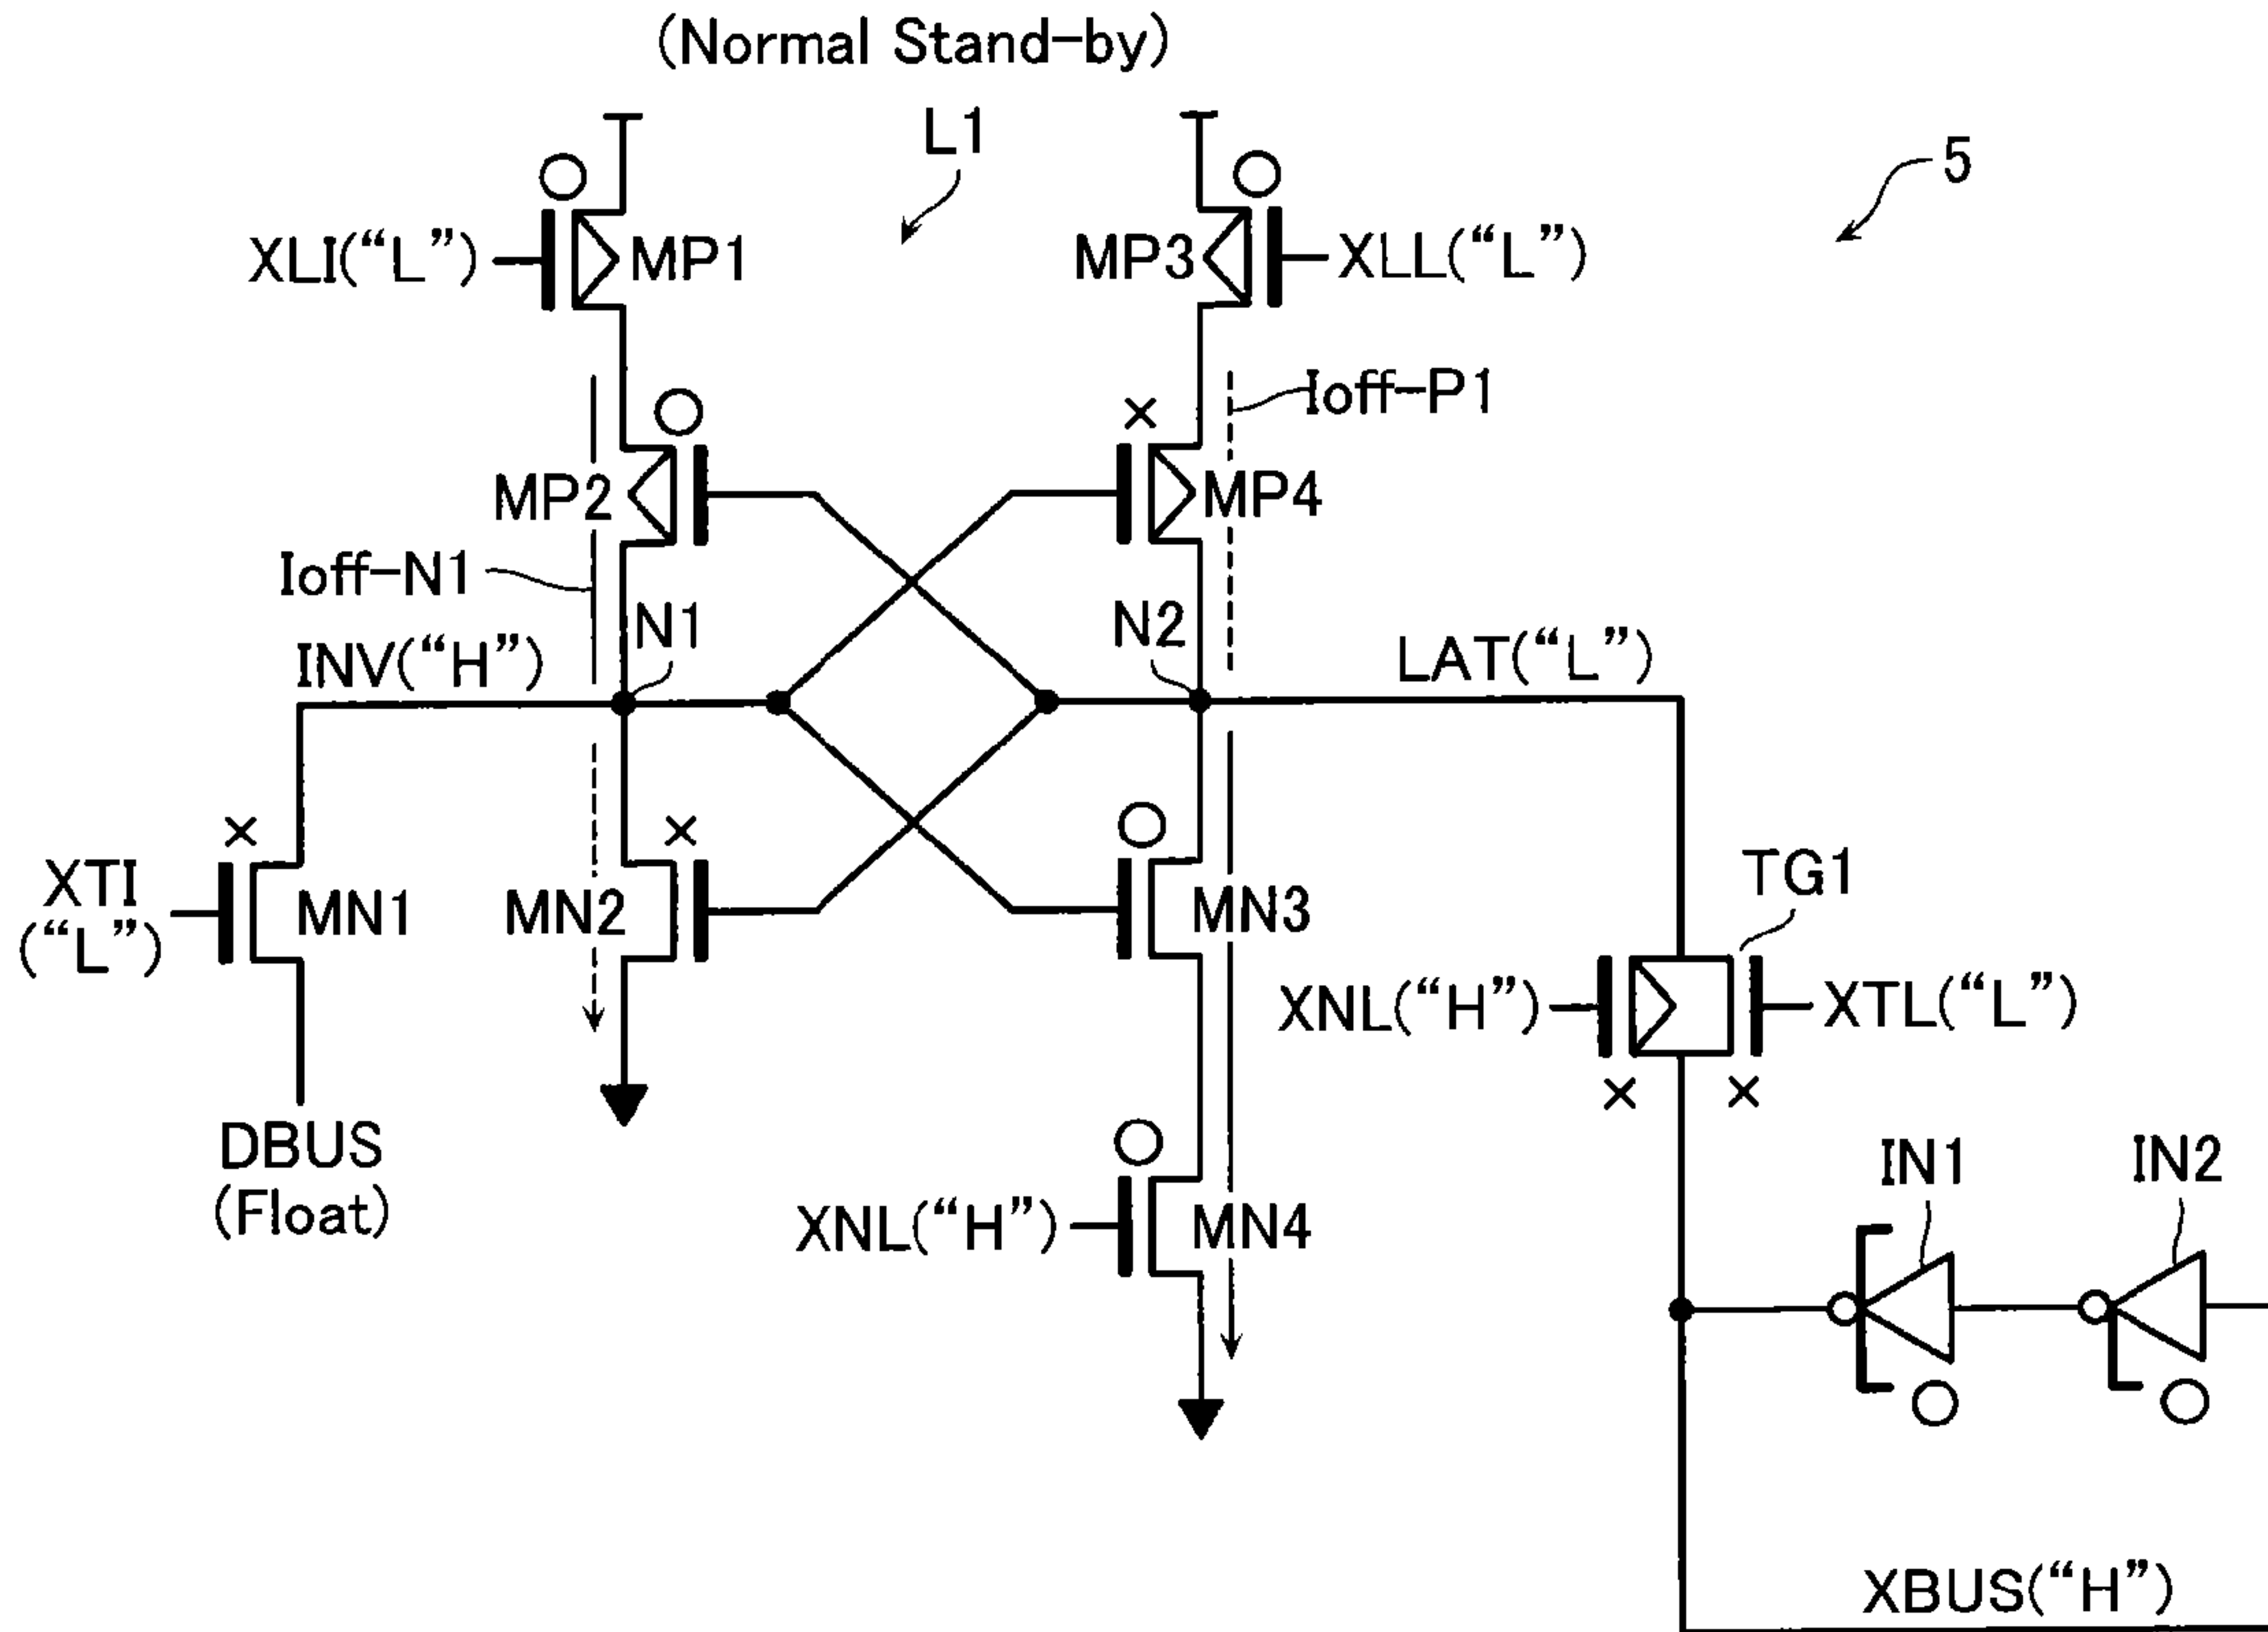 (Normal Stand-by)
L1
5
XLI(“L”)
MP1
MP3
XLL(“L”)
Ioff-P1
MP2
MP4
Ioff-N1
N1
N2
INV(“H”)
LAT(“L”)
XTI
(“L”)
MN1
MN2
MN3
TG1
XNL(“H”)
XTL(“L”)
DBUS
(Float)
XNL(“H”)
MN4
IN1
IN2
XBUS(“H”)